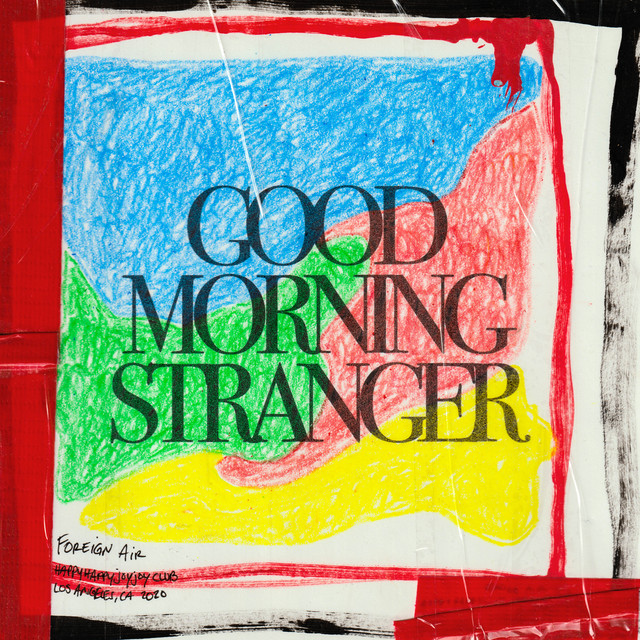 GOOD
MORNING
STRANGER
FOREIGN AIR
HAPPYHAPPYJOYJOY CLUB
LOS ANGELES, CA 2020